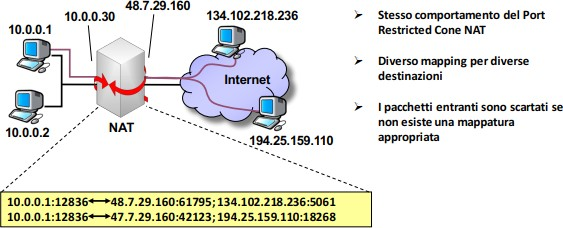 48.7.29.160
134.102.218.236
10.0.0.30
10.0.0.1
Internet
10.0.0.2
NAT
194.25.159.110
➢ Stesso comportamento del Port
Restricted Cone NAT
➢ Diverso mapping per diverse
destinazioni
➢ I pacchetti entranti sono scartati se
non esiste una mappatura
appropriata
10.0.0.1:12836⟷48.7.29.160:61795; 134.102.218.236:5061
10.0.0.1:12836⟷47.7.29.160:42123; 194.25.159.110:18268